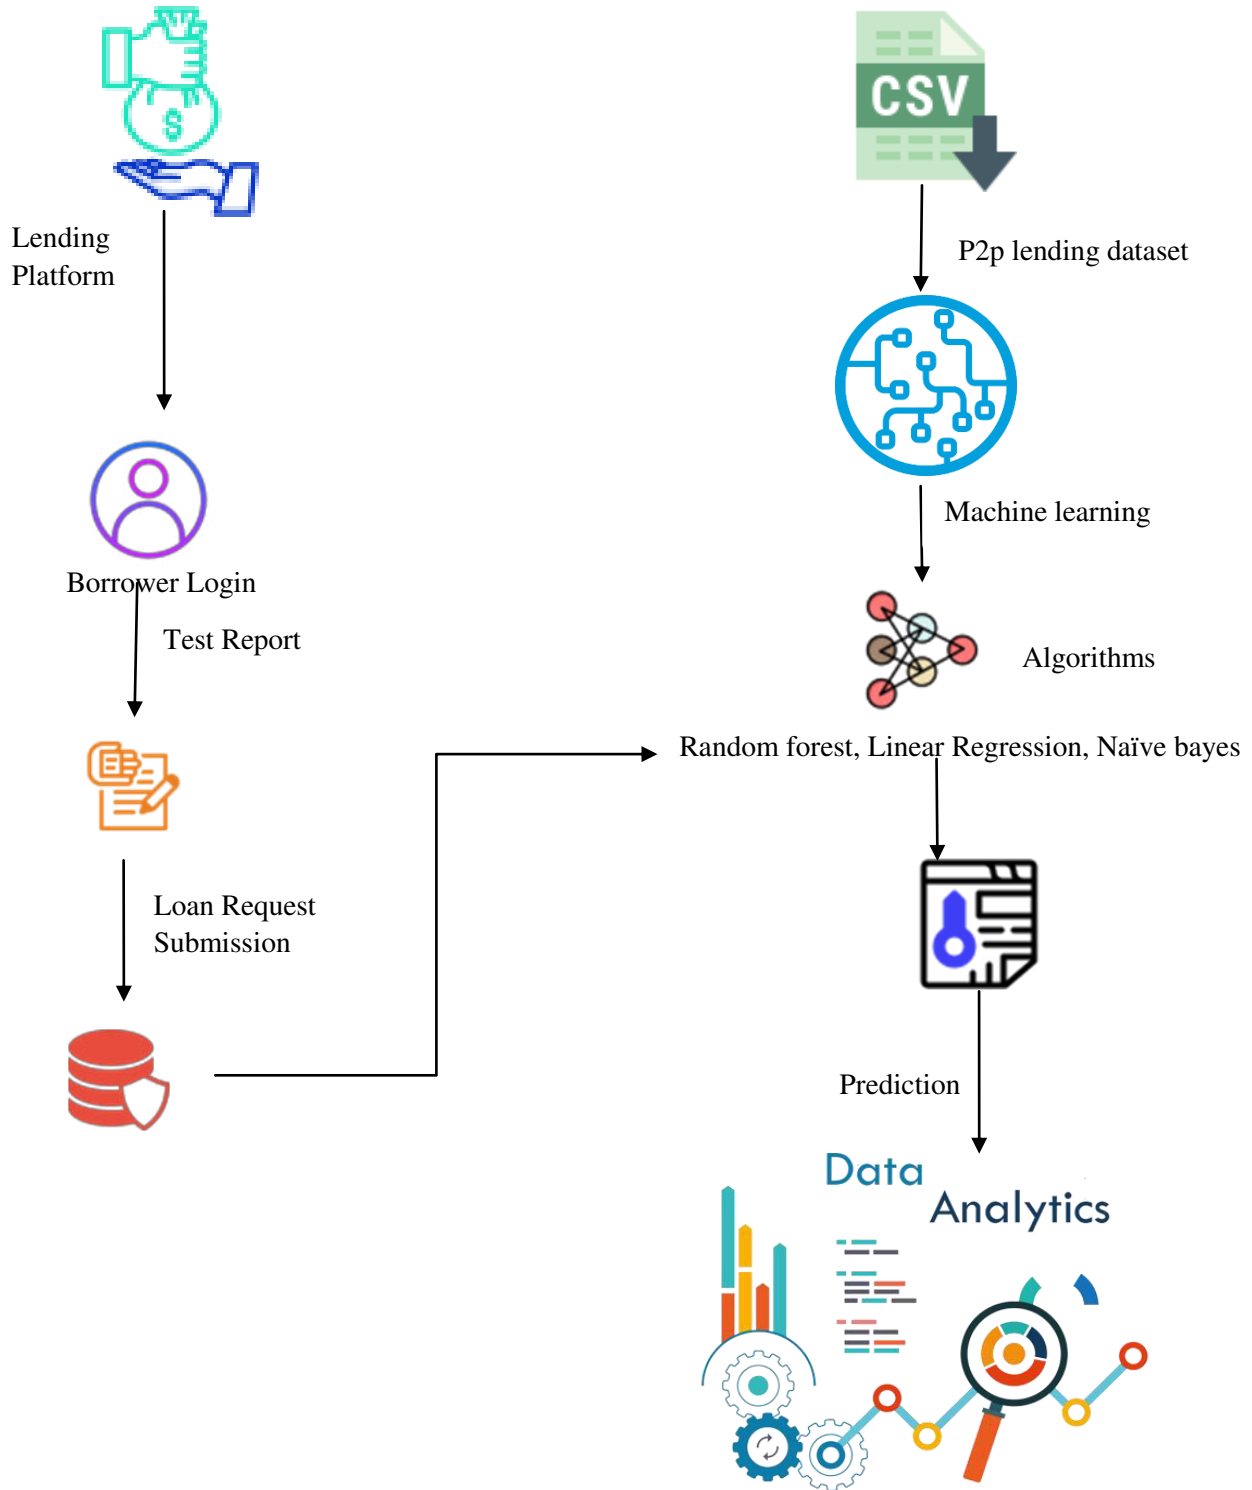 $
CSV
Lending
Platform
P2p lending dataset
Machine learning
Borrower Login
Test Report
Algorithms
Random forest, Linear Regression, Naïve bayes
Loan Request
Submission
Prediction
Data
Analytics